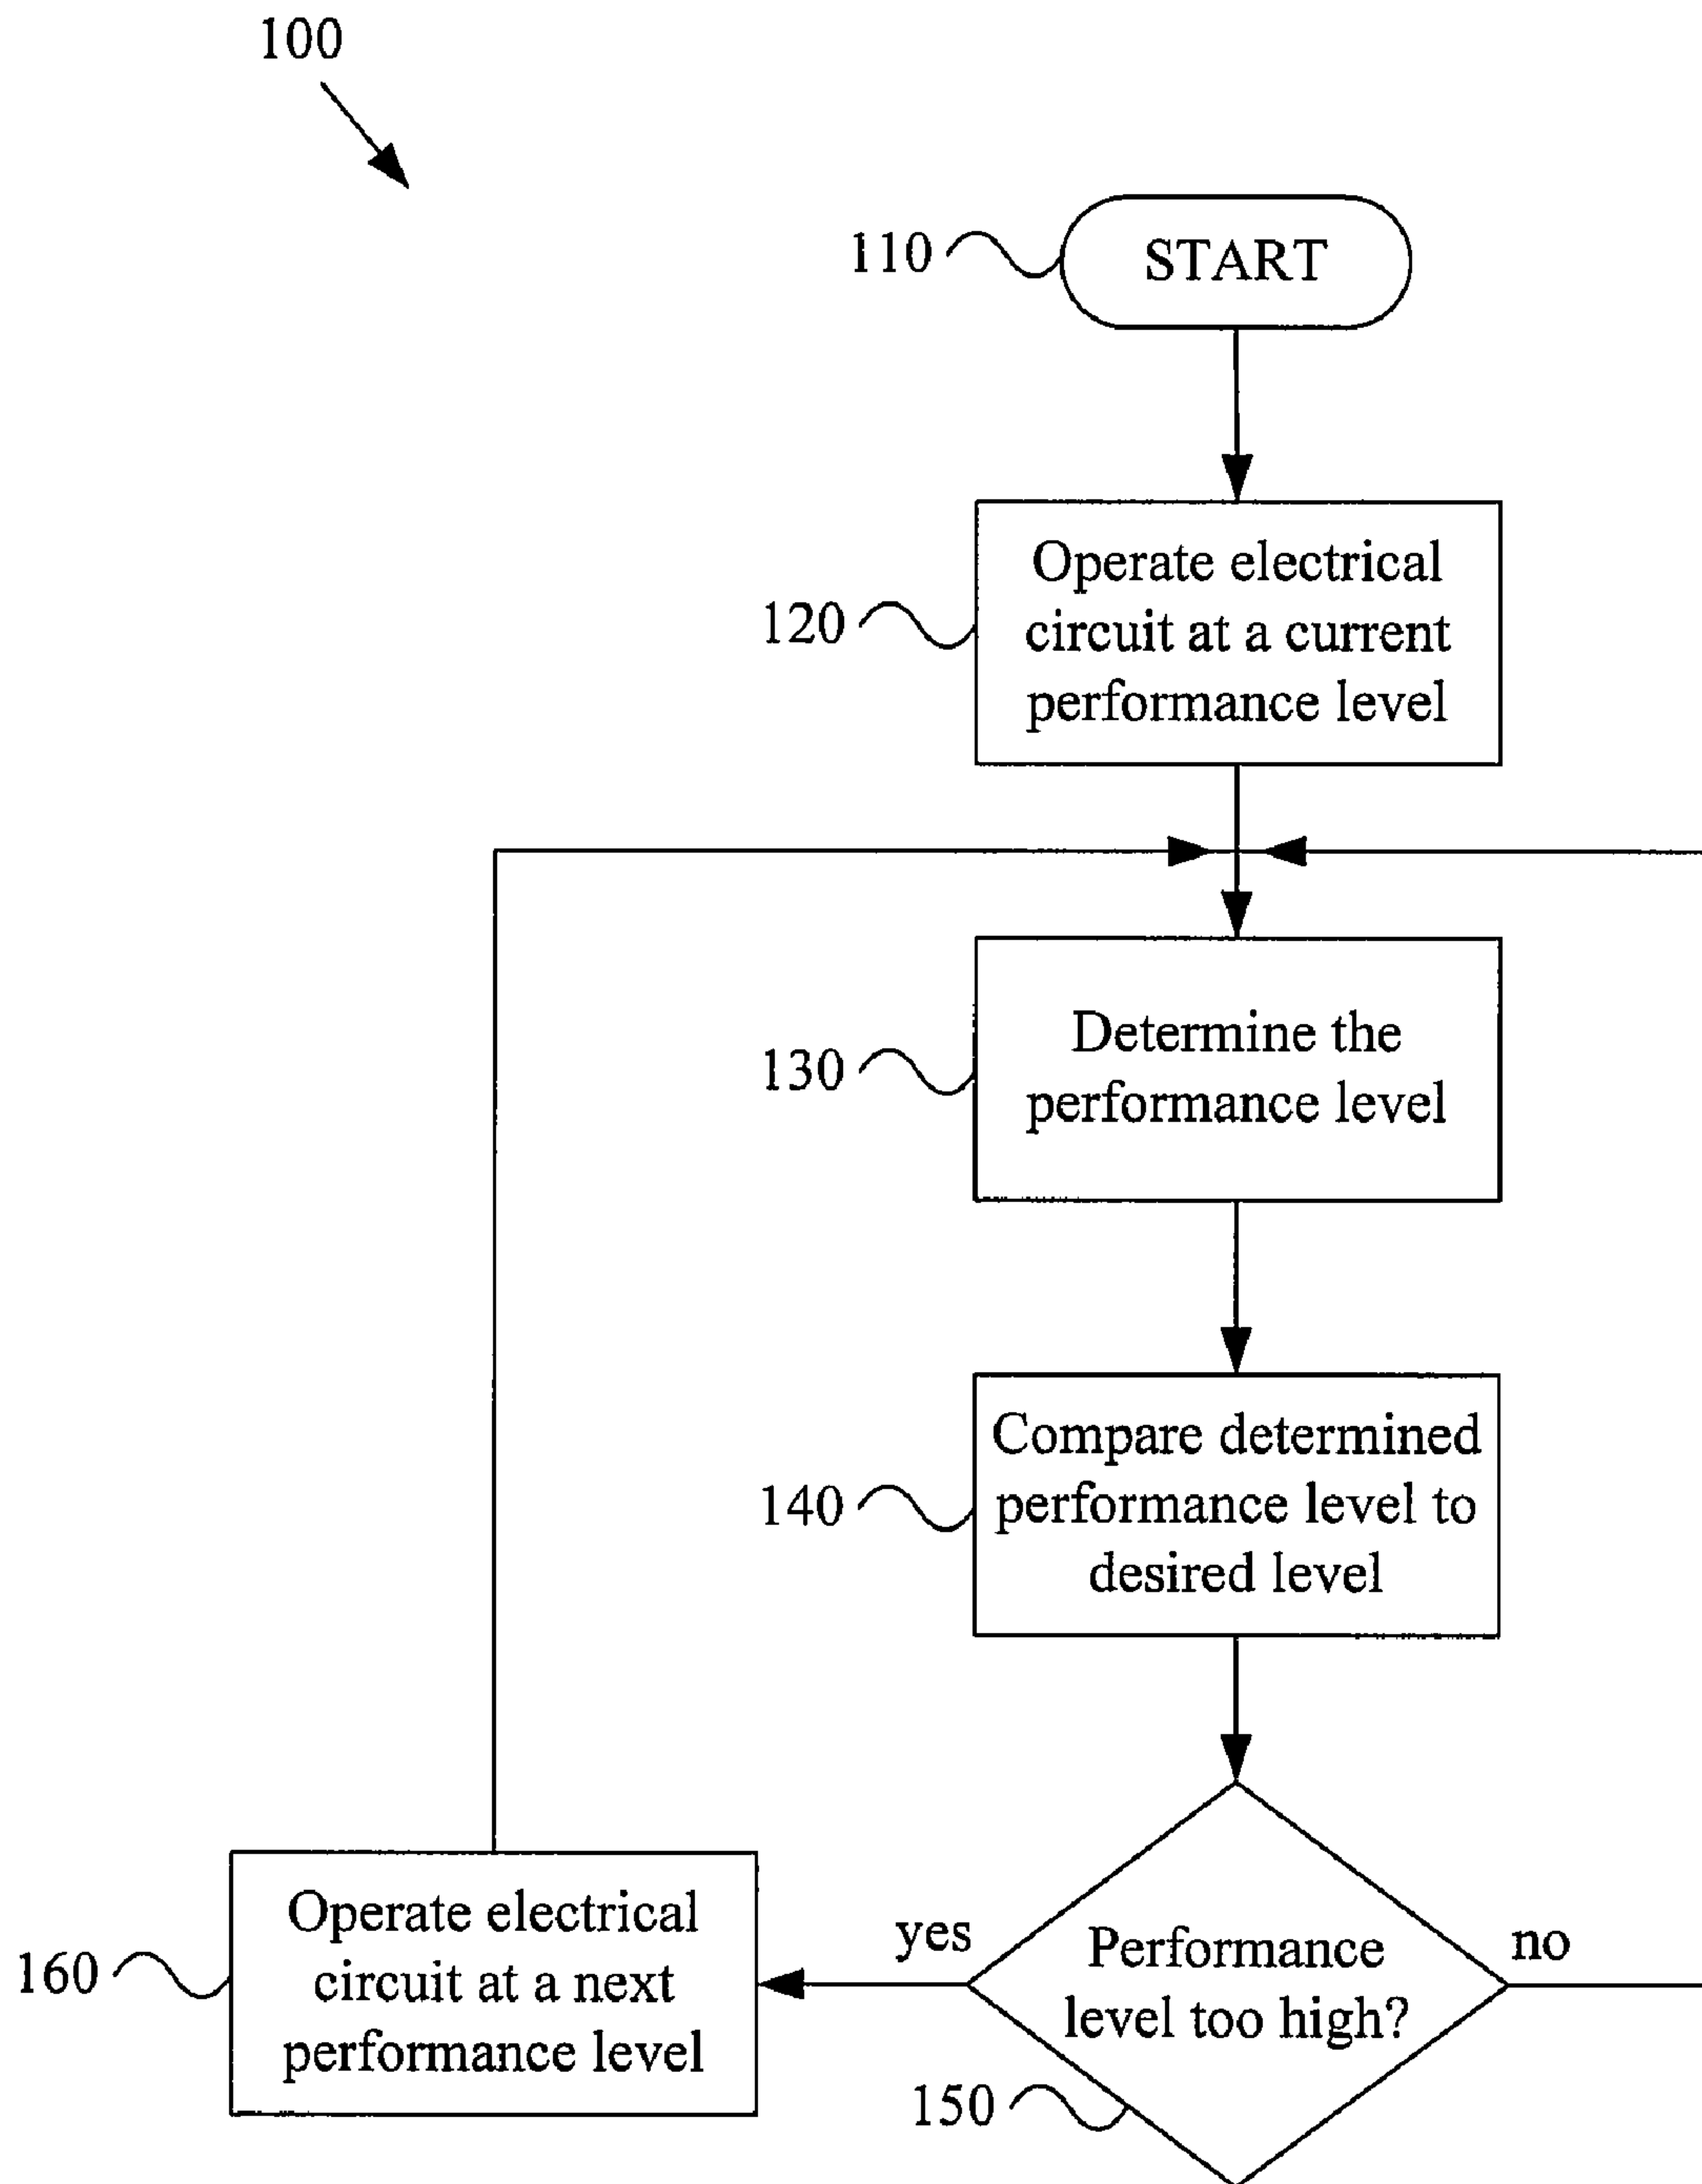 100
110
START
120
Operate electrical
circuit at a current
performance level
130
Determine the
performance level
140
Compare determined
performance level to
desired level
160
Operate electrical
circuit at a next
performance level
yes
Performance
level too high?
no
150